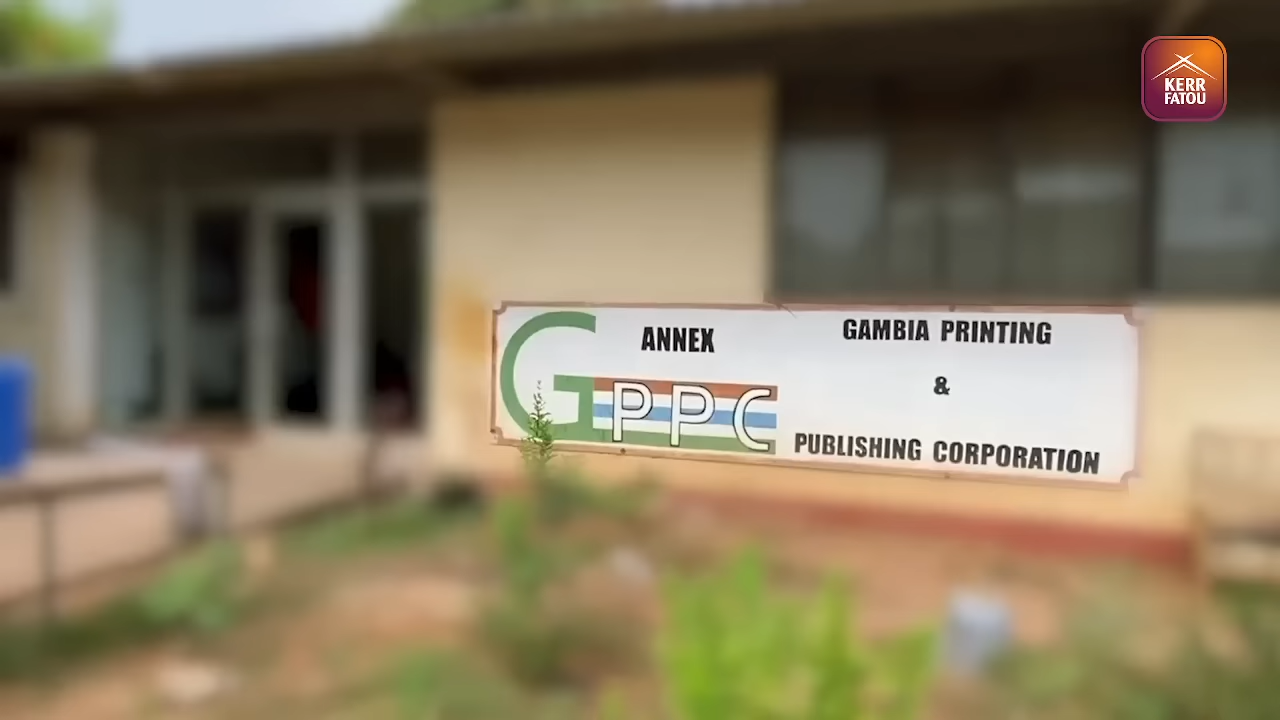 KERR
FATOU
ANNEX
GPPC
GAMBIA PRINTING
&
PUBLISHING CORPORATION